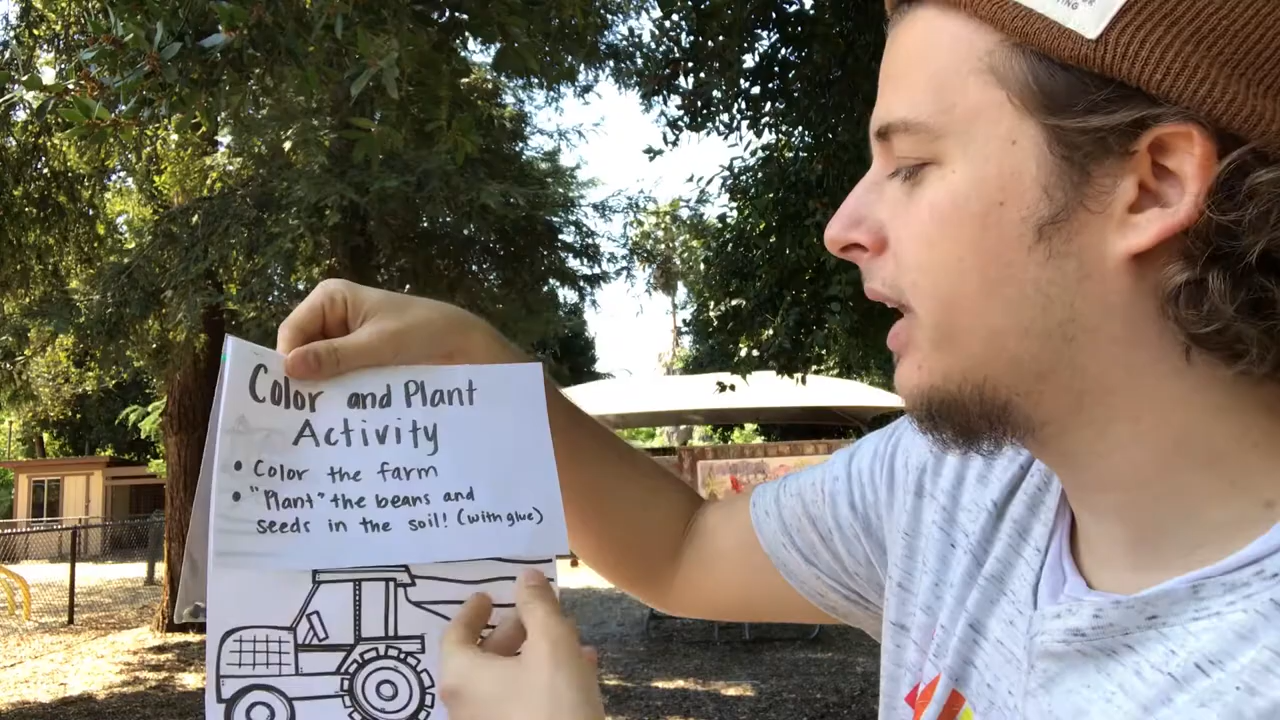 Color and Plant
Activity
• Color the farm
• "Plant" the beans and
seeds in the soil! (with glue)